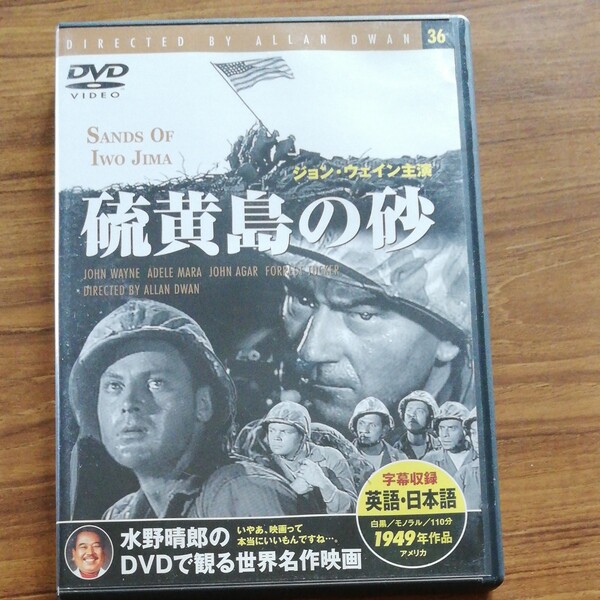 DIRECTED BY ALLAN DWAN
36
DVD
VIDEO
SANDS OF
IWO JIMA
ジョン・ウェイン主演
硫黄島の砂
JOHN WAYNE ADELE MARA JOHN AGAR FORREST TUCKER
・DIRECTED BY ALLAN DWAN
字幕収録
英語・日本語
白黒/モノラル/110分
1949年作品
アメリカ
水野晴郎の
いやあ、映画って
本当にいいもんですね…。
DVDで観る世界名作映画